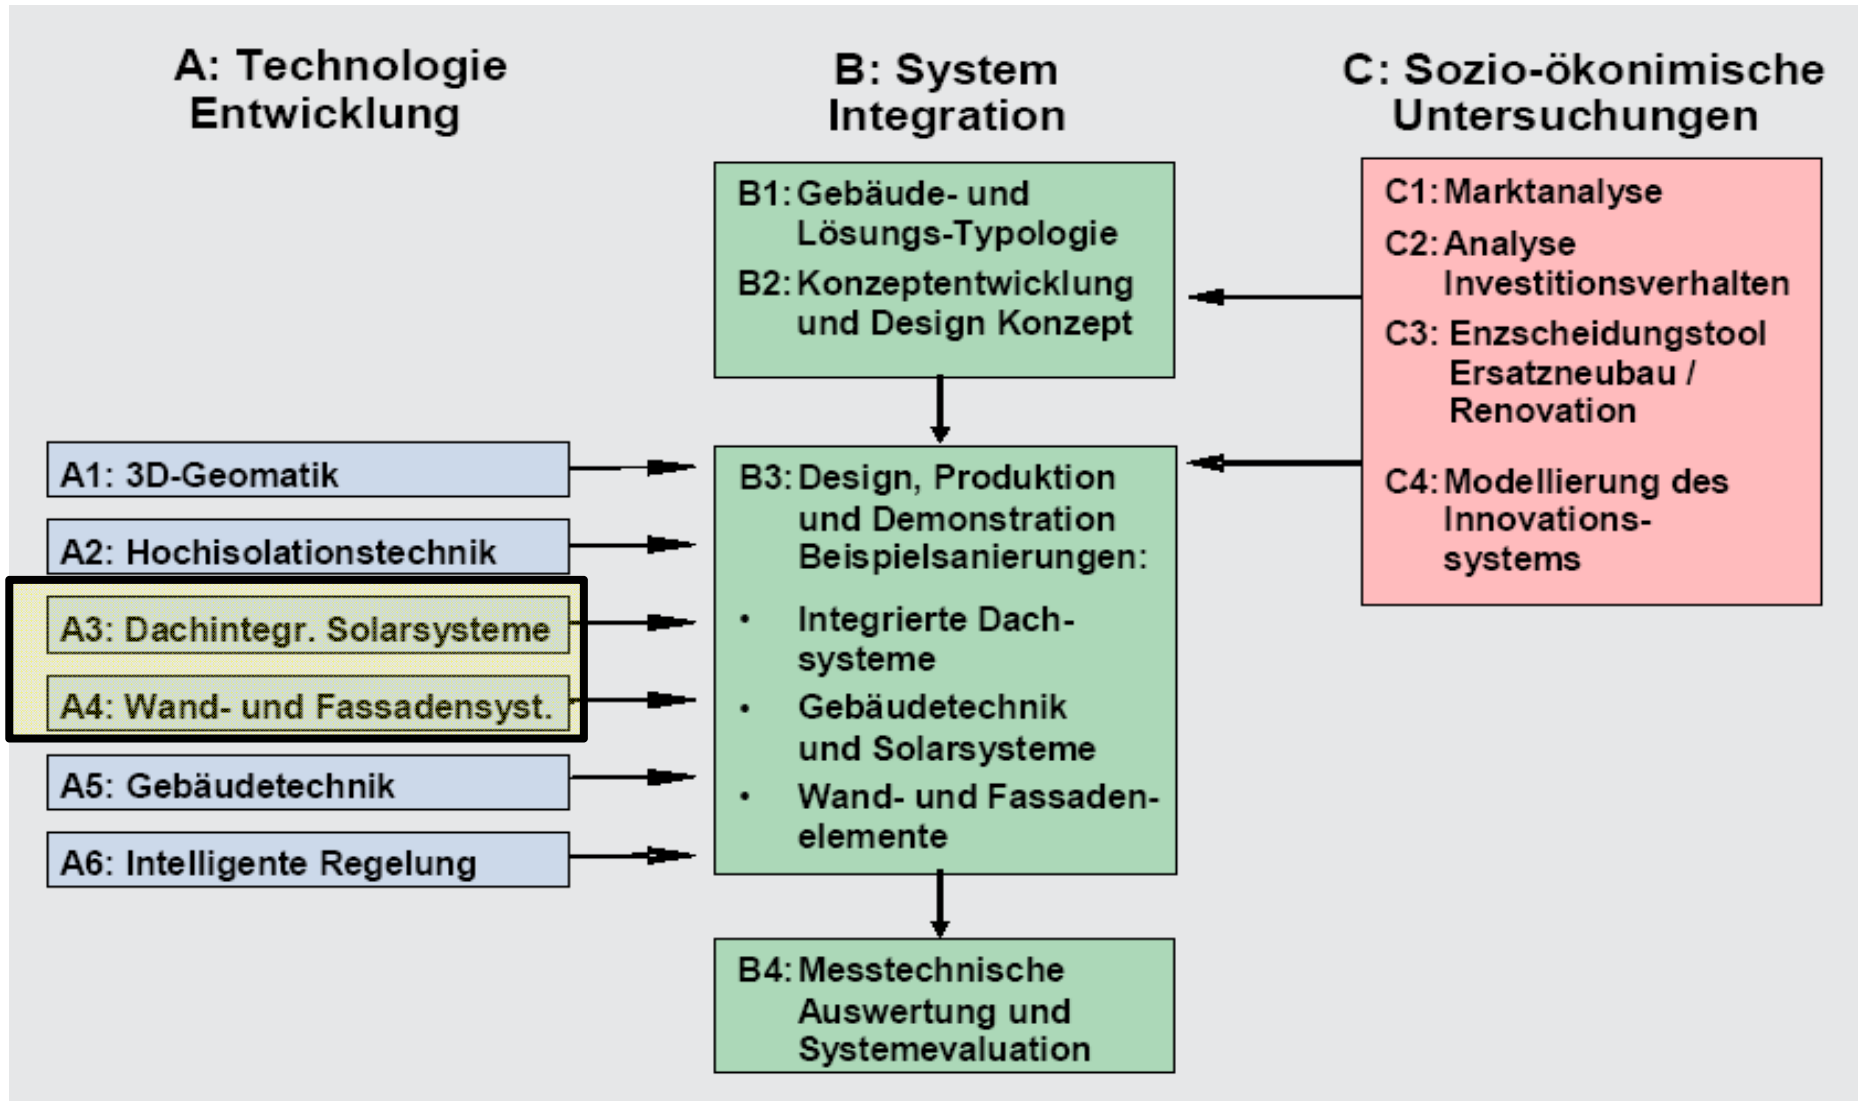 A: Technologie
Entwicklung
B: System
Integration
C: Sozio-ökonimische
Untersuchungen
B1: Gebäude- und
Lösungs-Typologie
B2: Konzeptentwicklung
und Design Konzept
C1: Marktanalyse
C2: Analyse
Investitionsverhalten
C3: Enzscheidungstool
Ersatzneubau /
Renovation
C4: Modellierung des
Innovations-
systems
A1: 3D-Geomatik
A2: Hochisolationstechnik
A3: Dachintegr. Solarsysteme
A4: Wand- und Fassadensyst.
A5: Gebäudetechnik
A6: Intelligente Regelung
B3: Design, Produktion
und Demonstration
Beispielsanierungen:
• Integrierte Dach-
systeme
• Gebäudetechnik
und Solarsysteme
• Wand- und Fassaden-
elemente
B4: Messtechnische
Auswertung und
Systemevaluation